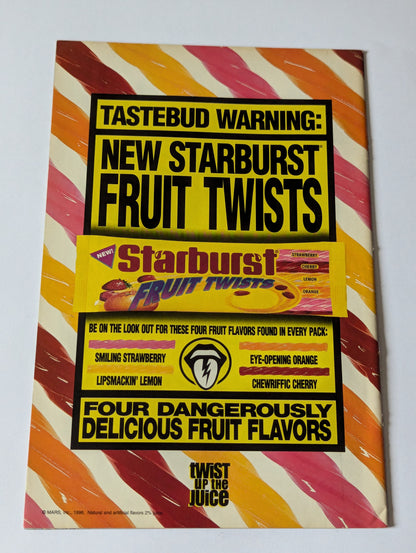 TASTEBUD WARNING:
NEW STARBURST
FRUIT TWISTS
NEW!
Starburst®
FRUIT TWISTS
STRAWBERRY
CHERRY
LEMON
ORANGE
BE ON THE LOOK OUT FOR THESE FOUR FRUIT FLAVORS FOUND IN EVERY PACK:
SMILING STRAWBERRY
EYE-OPENING ORANGE
LIPSMACKIN' LEMON
CHEWRIFFIC CHERRY
FOUR DANGEROUSLY
DELICIOUS FRUIT FLAVORS
twist
up the
juice
© MARS, Inc., 1996. Natural and artificial flavors 2% juice.